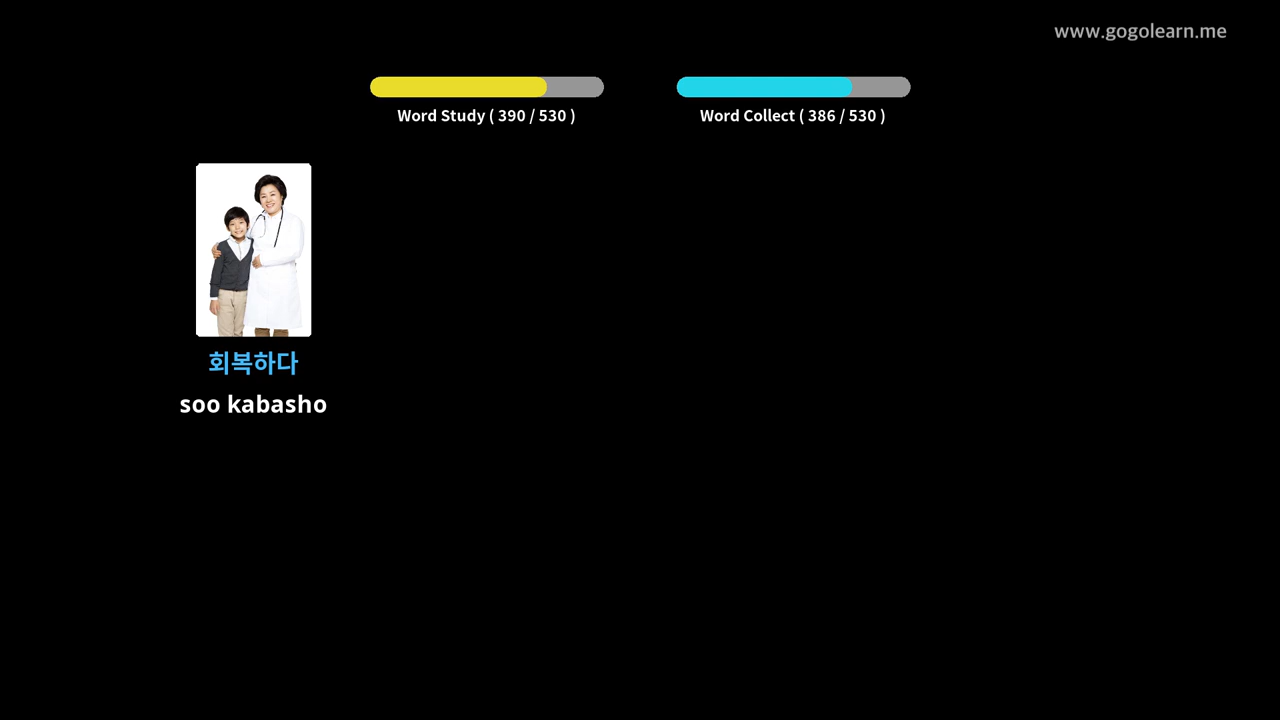 www.gogolearn.me
Word Study ( 390 / 530 )
Word Collect ( 386 / 530 )
회복하다
soo kabasho